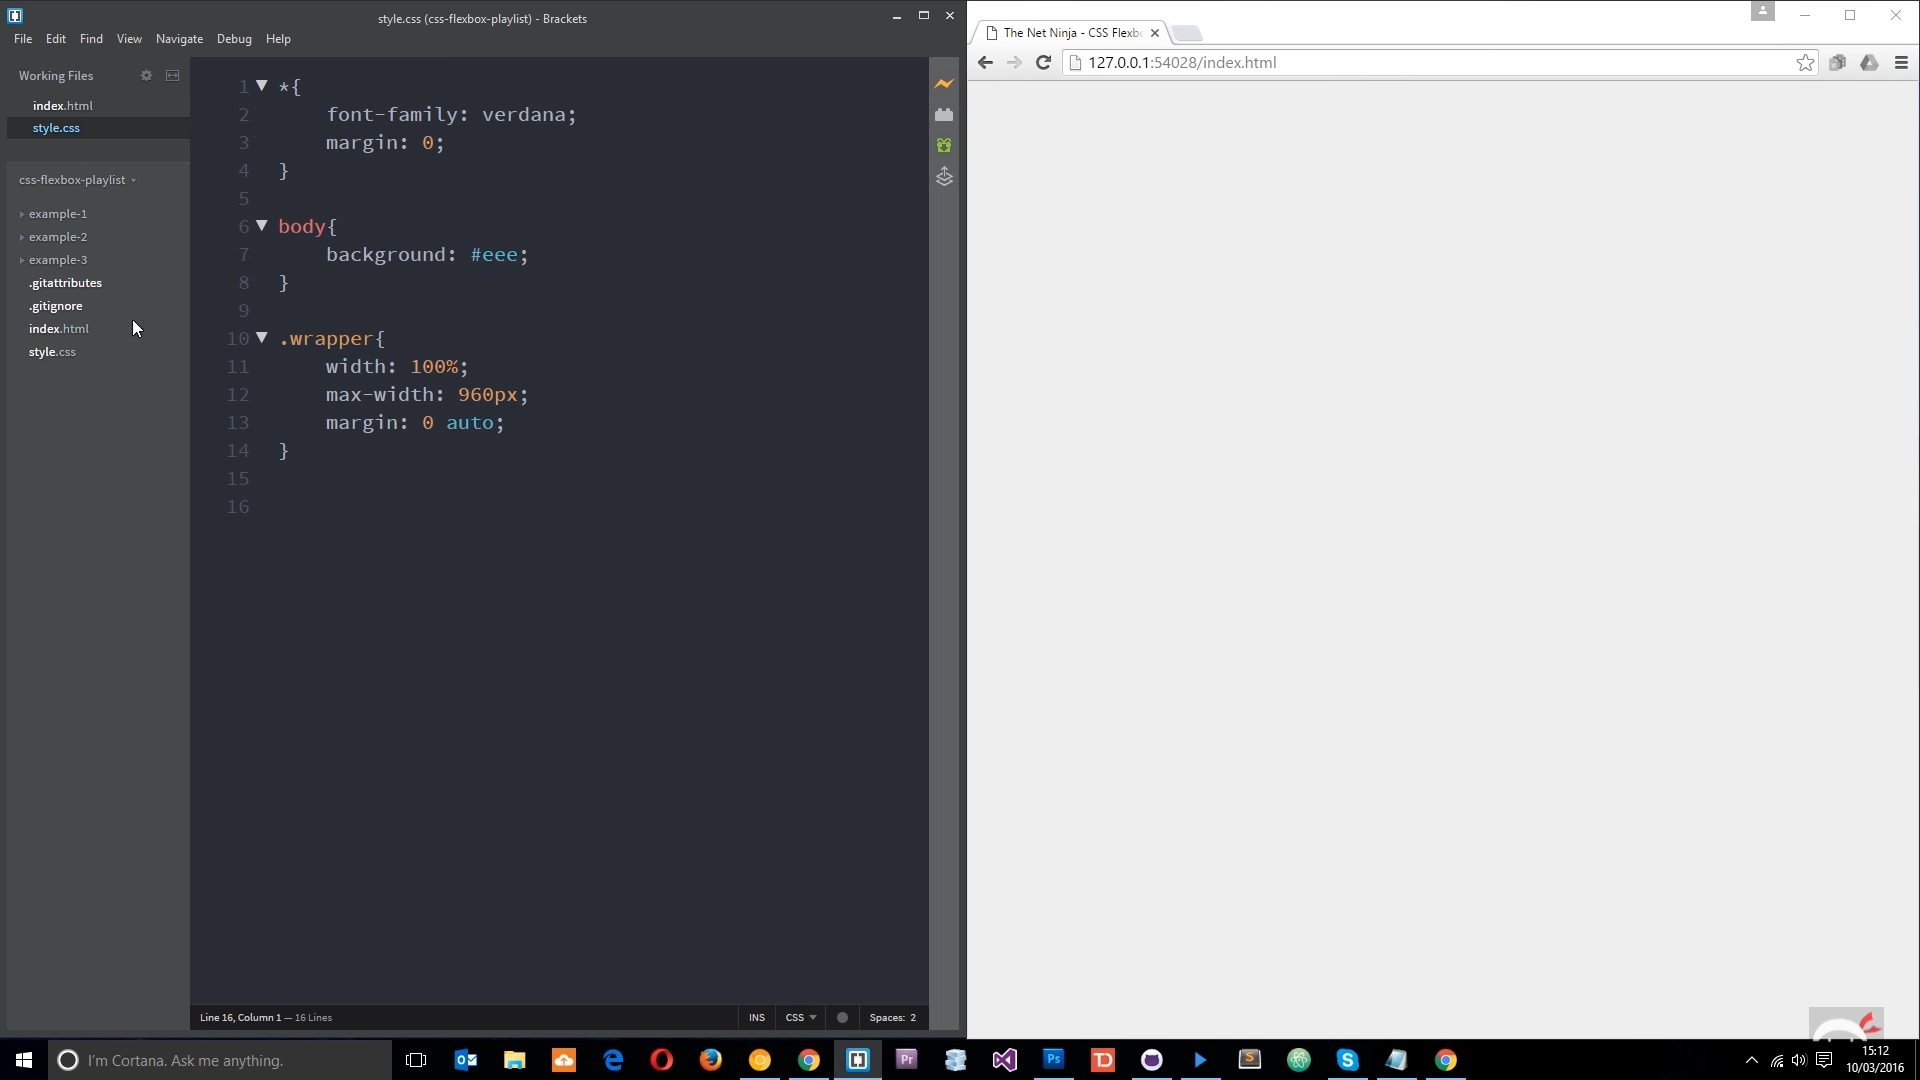 style.css (css-flexbox-playlist) - Brackets
File Edit Find View Navigate Debug Help
Working Files
index.html
style.css
css-flexbox-playlist
example-1
example-2
example-3
.gitattributes
.gitignore
index.html
style.css
1 *{
2 font-family: verdana;
3 margin: 0;
4 }
5
6 body{
7 background: #eee;
8 }
9
10 .wrapper{
11 width: 100%;
12 max-width: 960px;
13 margin: 0 auto;
14 }
15
16
Line 16, Column 1 — 16 Lines
INS CSS Spaces: 2
The Net Ninja - CSS Flexb
127.0.0.1:54028/index.html
I'm Cortana. Ask me anything.
Pr
Ps
TD
S
S
15:12
10/03/2016